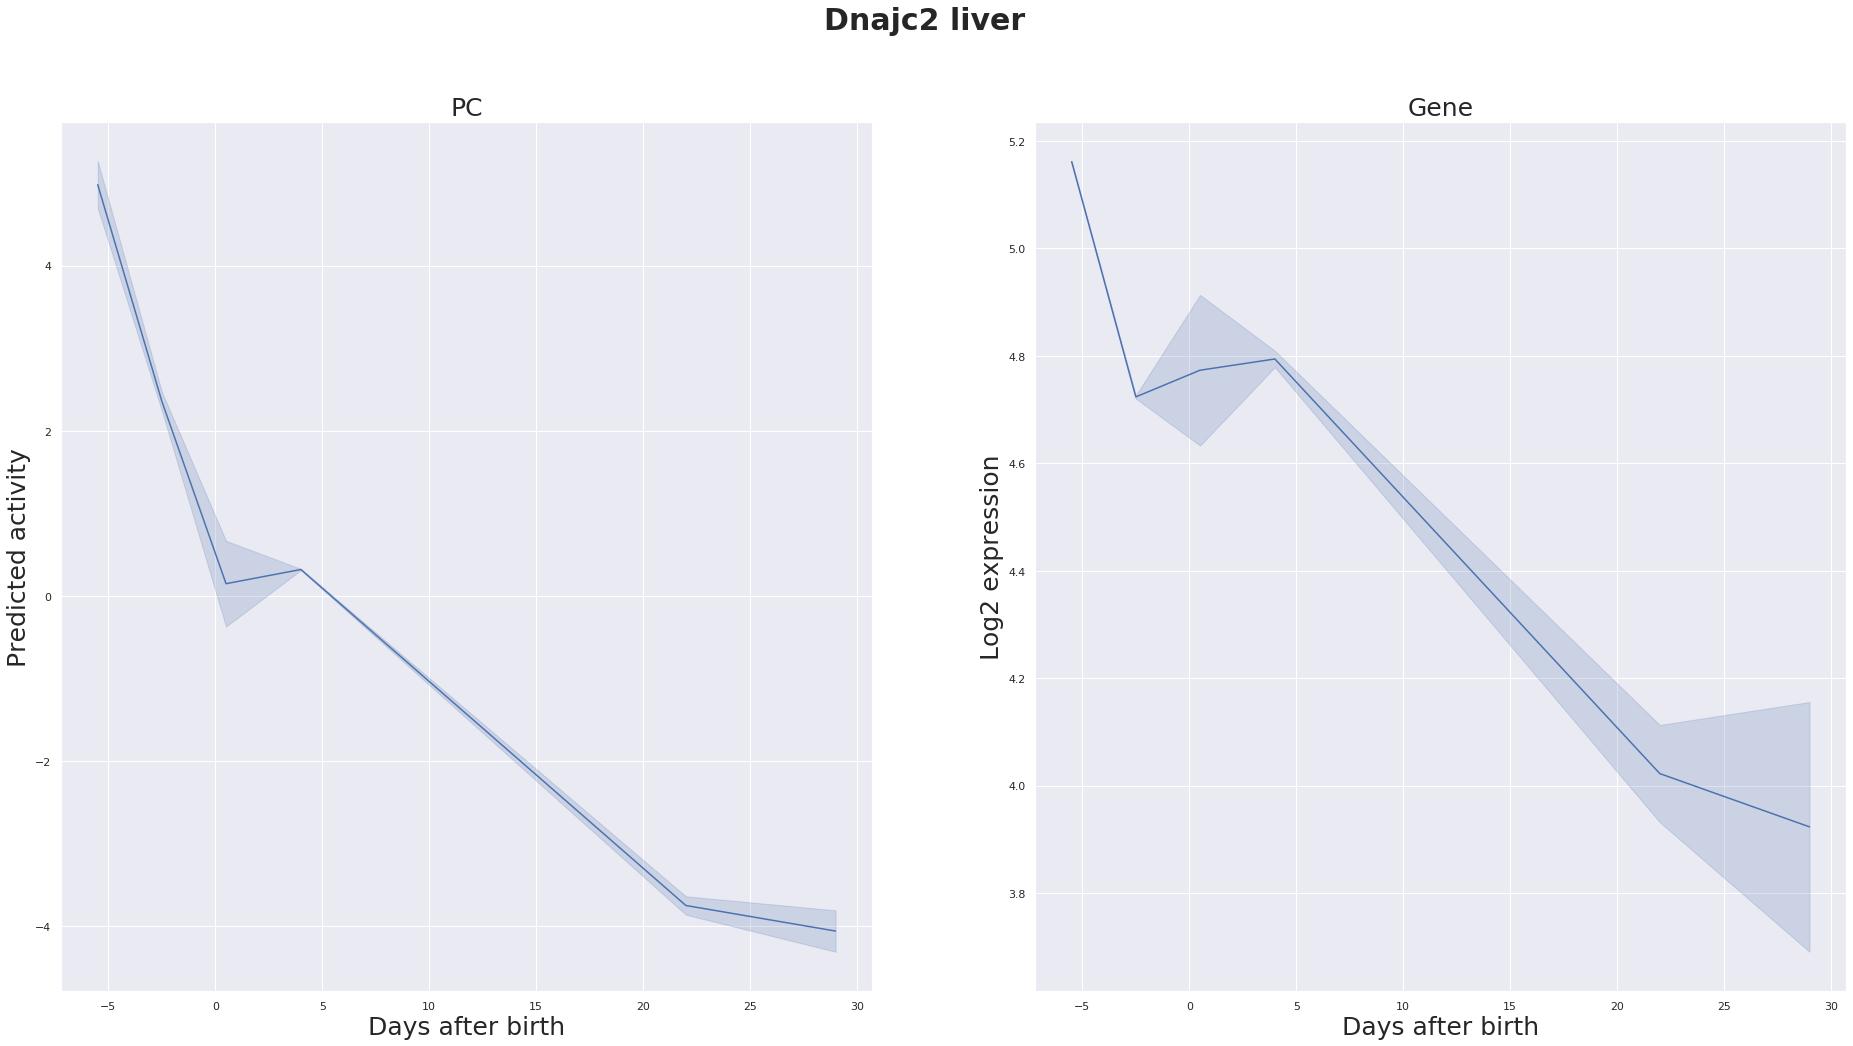 Dnajc2 liver
PC
Predicted activity
4
2
0
−2
−4
−5 0 5 10 15 20 25 30
Days after birth
Gene
Log2 expression
5.2
5.0
4.8
4.6
4.4
4.2
4.0
3.8
−5 0 5 10 15 20 25 30
Days after birth